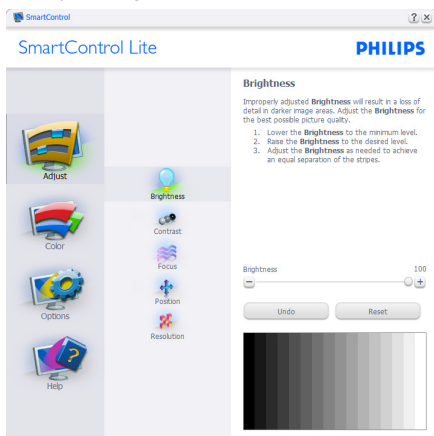 SmartControl
SmartControl Lite
PHILIPS
Adjust
Color
Options
Help
Brightness
Contrast
Focus
Position
Resolution
Brightness
Improperly adjusted Brightness will result in a loss of
detail in darker image areas. Adjust the Brightness for
the best possible picture quality.
1. Lower the Brightness to the minimum level.
2. Raise the Brightness to the desired level.
3. Adjust the Brightness as needed to achieve
an equal separation of the stripes.
Brightness 100
Undo Reset